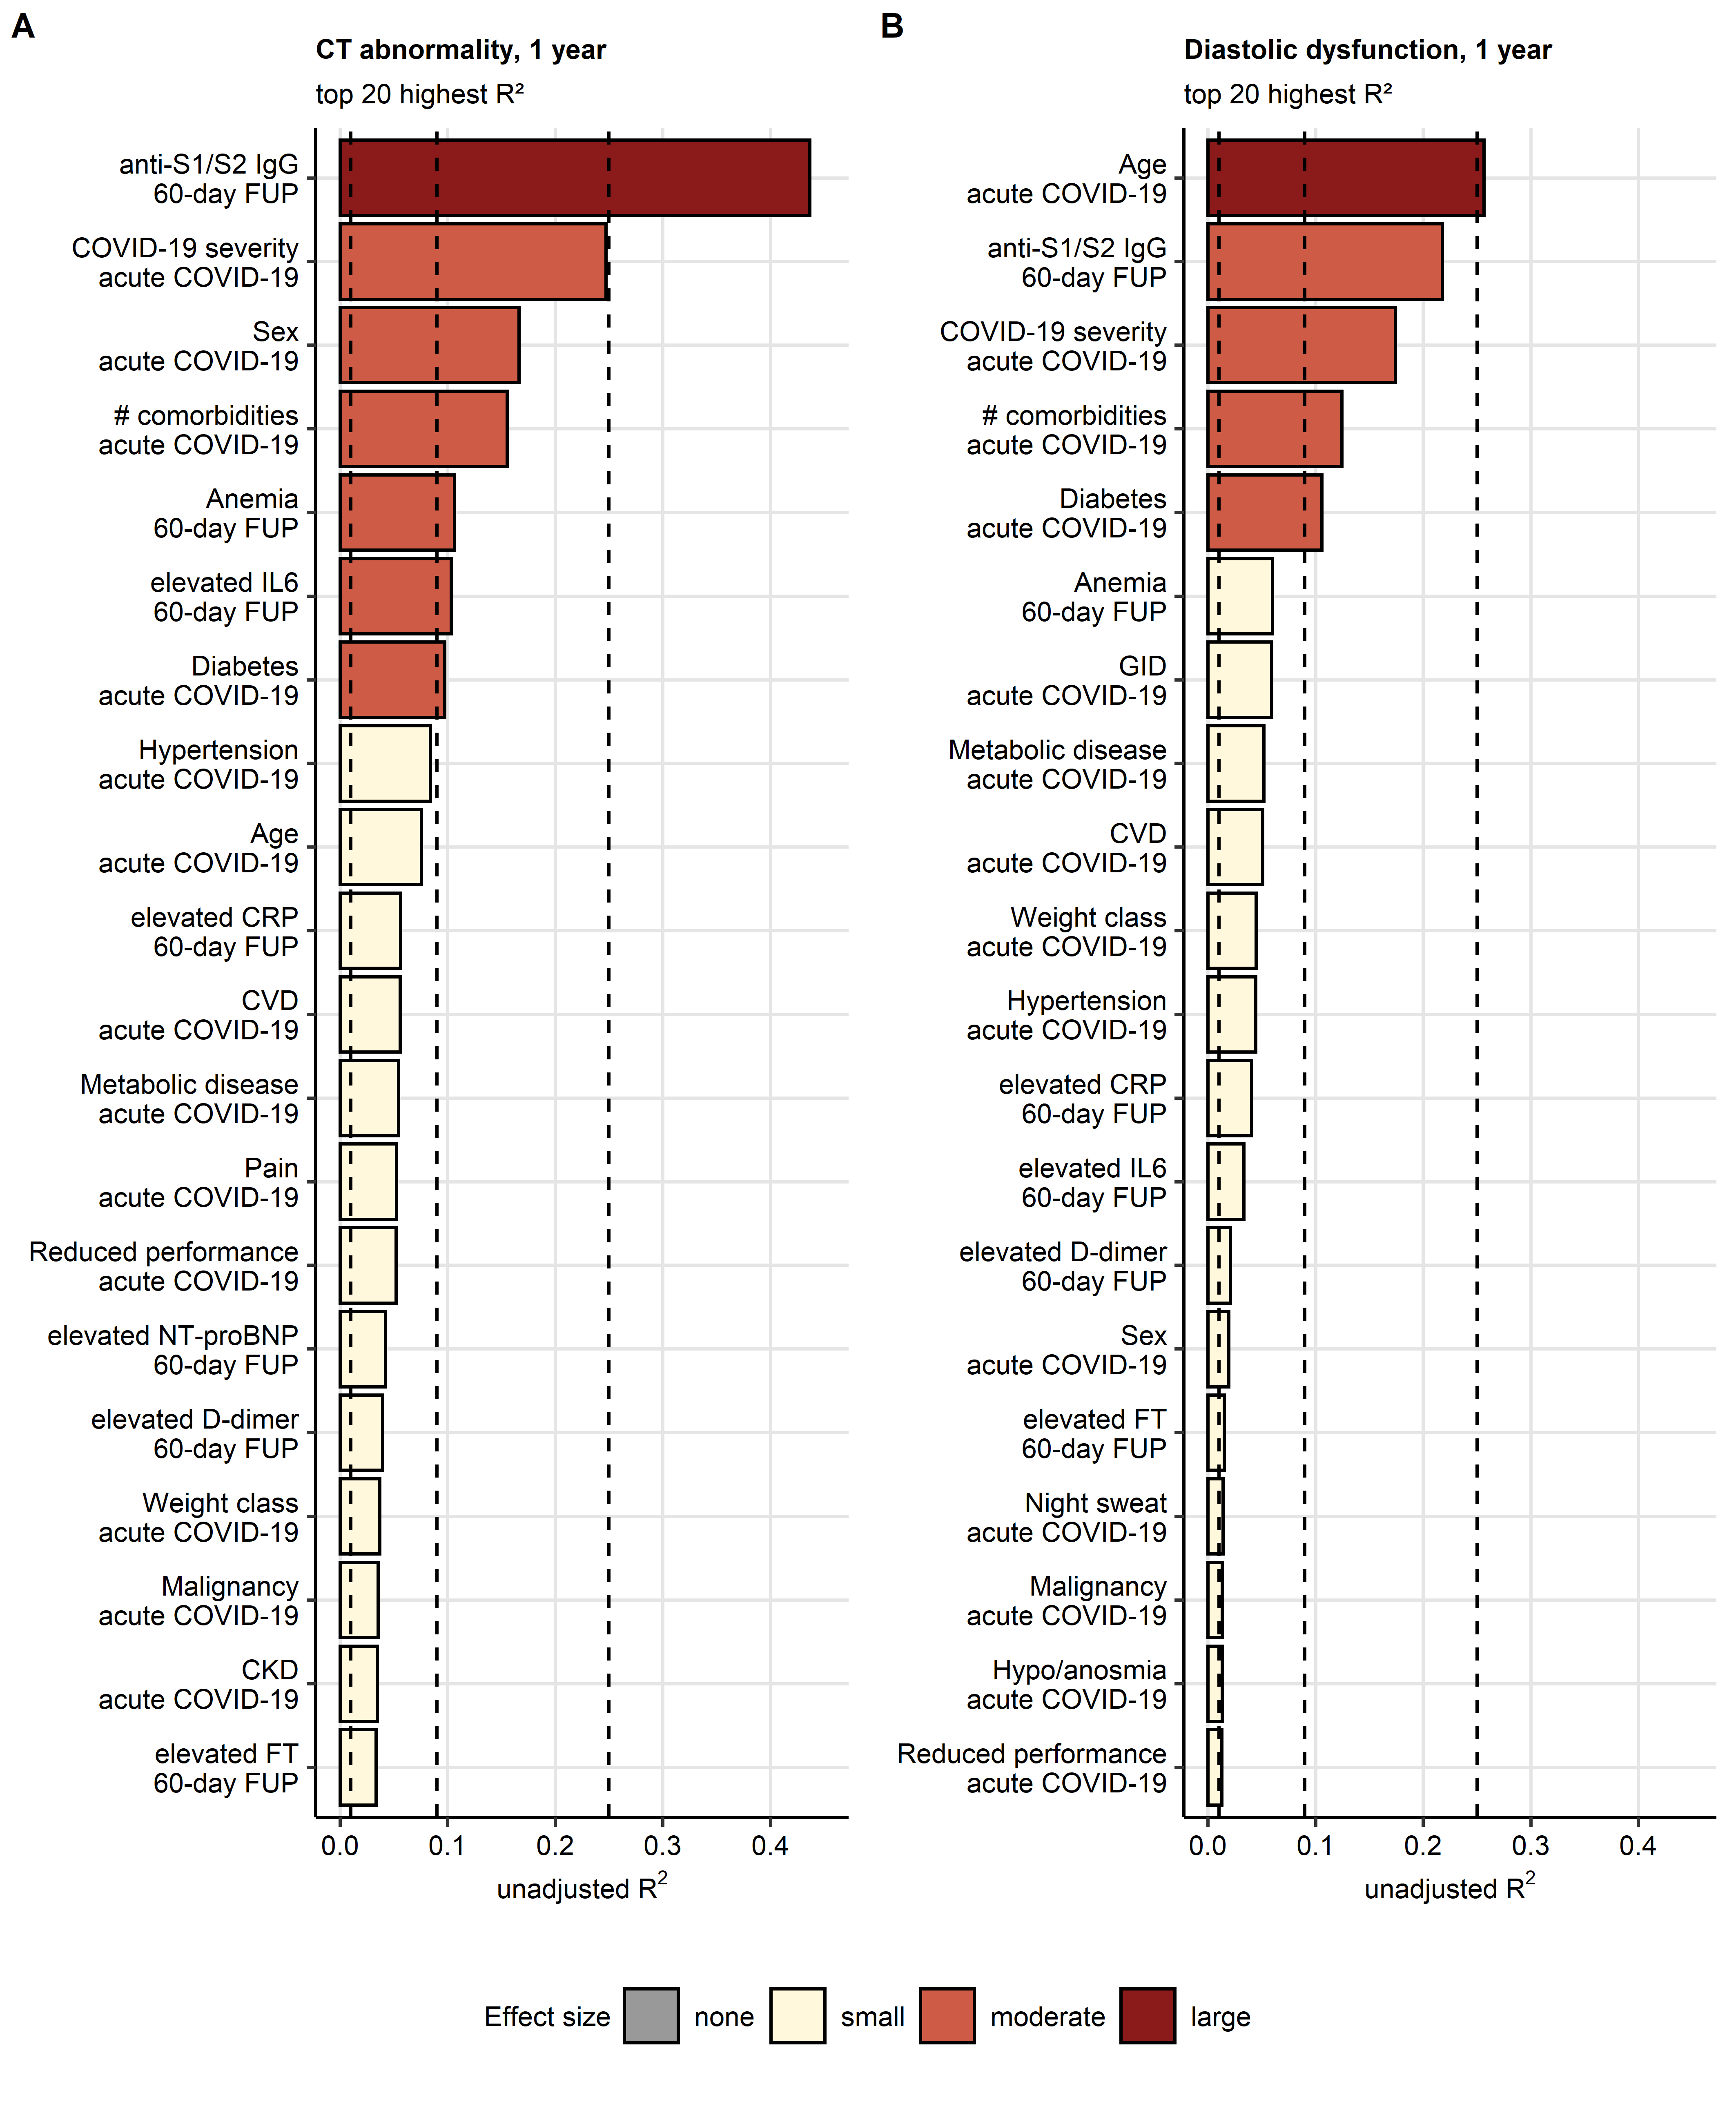 A
CT abnormality, 1 year
top 20 highest R²
anti-S1/S2 IgG
60-day FUP
COVID-19 severity
acute COVID-19
Sex
acute COVID-19
# comorbidities
acute COVID-19
Anemia
60-day FUP
elevated IL6
60-day FUP
Diabetes
acute COVID-19
Hypertension
acute COVID-19
Age
acute COVID-19
elevated CRP
60-day FUP
CVD
acute COVID-19
Metabolic disease
acute COVID-19
Pain
acute COVID-19
Reduced performance
acute COVID-19
elevated NT-proBNP
60-day FUP
elevated D-dimer
60-day FUP
Weight class
acute COVID-19
Malignancy
acute COVID-19
CKD
acute COVID-19
elevated FT
60-day FUP
0.0 0.1 0.2 0.3 0.4
unadjusted R²
B
Diastolic dysfunction, 1 year
top 20 highest R²
Age
acute COVID-19
anti-S1/S2 IgG
60-day FUP
COVID-19 severity
acute COVID-19
# comorbidities
acute COVID-19
Diabetes
acute COVID-19
Anemia
60-day FUP
GID
acute COVID-19
Metabolic disease
acute COVID-19
CVD
acute COVID-19
Weight class
acute COVID-19
Hypertension
acute COVID-19
elevated CRP
60-day FUP
elevated IL6
60-day FUP
elevated D-dimer
60-day FUP
Sex
acute COVID-19
elevated FT
60-day FUP
Night sweat
acute COVID-19
Malignancy
acute COVID-19
Hypo/anosmia
acute COVID-19
Reduced performance
acute COVID-19
0.0 0.1 0.2 0.3 0.4
unadjusted R²
Effect size none small moderate large